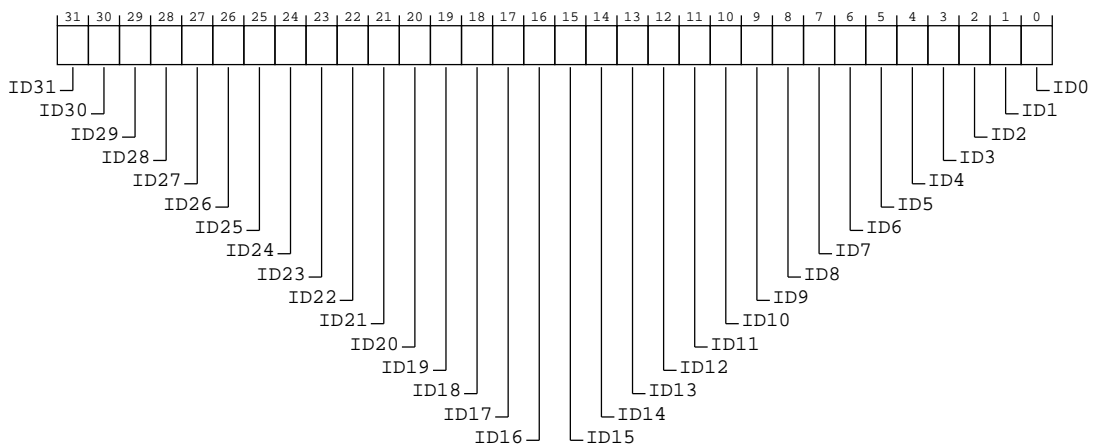 31 30 29 28 27 26 25 24 23 22 21 20 19 18 17 16 15 14 13 12 11 10 9 8 7 6 5 4 3 2 1 0
ID31 ID0
ID30 ID1
ID29 ID2
ID28 ID3
ID27 ID4
ID26 ID5
ID25 ID6
ID24 ID7
ID23 ID8
ID22 ID9
ID21 ID10
ID20 ID11
ID19 ID12
ID18 ID13
ID17 ID14
ID16 ID15